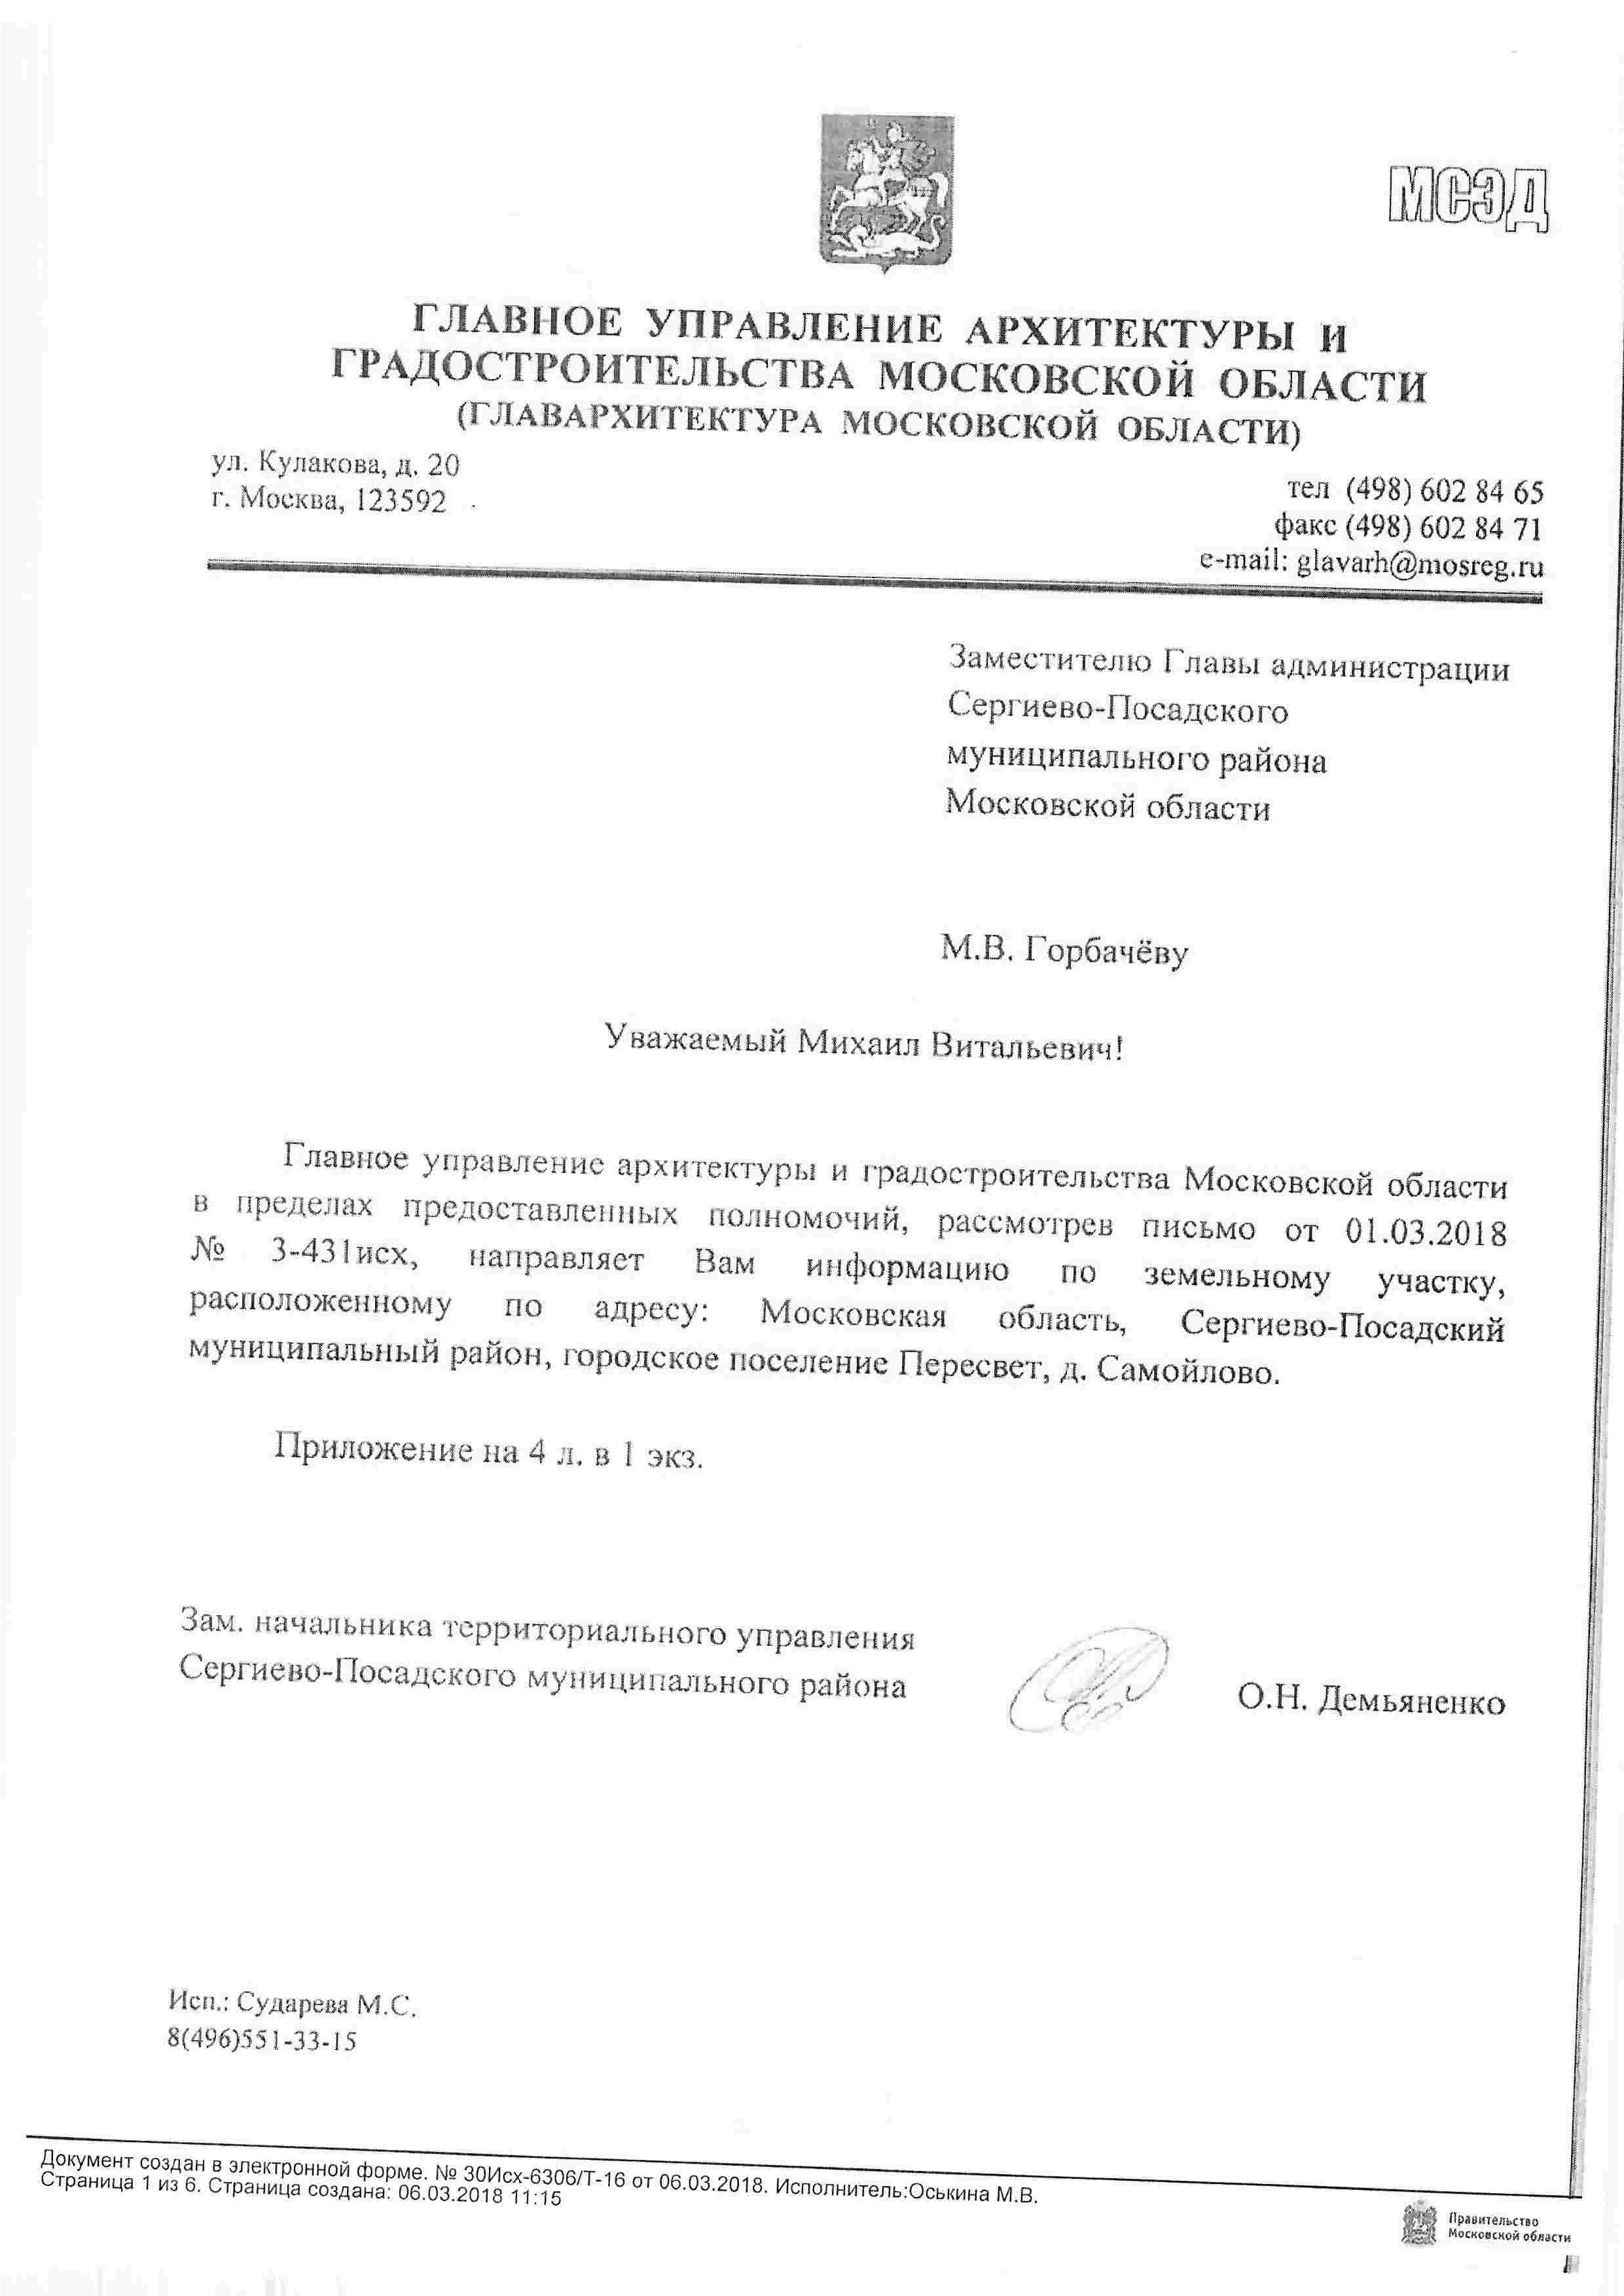 МСЭД
ГЛАВНОЕ УПРАВЛЕНИЕ АРХИТЕКТУРЫ И
ГРАДОСТРОИТЕЛЬСТВА МОСКОВСКОЙ ОБЛАСТИ
(ГЛАВАРХИТЕКТУРА МОСКОВСКОЙ ОБЛАСТИ)
ул. Кулакова, д. 20
г. Москва, 123592
тел (498) 602 84 65
факс (498) 602 84 71
e-mail: glavarh@mosreg.ru
Заместителю Главы администрации
Сергиево-Посадского
муниципального района
Московской области
М.В. Горбачёву
Уважаемый Михаил Витальевич!
Главное управление архитектуры и градостроительства Московской области
в пределах предоставленных полномочий, рассмотрев письмо от 01.03.2018
№ 3-431исх, направляет Вам информацию по земельному участку,
расположенному по адресу: Московская область, Сергиево-Посадский
муниципальный район, городское поселение Пересвет, д. Самойлово.
Приложение на 4 л. в 1 экз.
Зам. начальника территориального управления
Сергиево-Посадского муниципального района
О.Н. Демьяненко
Исп.: Сударева М.С.
8(496)551-33-15
Документ создан в электронной форме. № 30Исх-6306/Т-16 от 06.03.2018. Исполнитель:Оськина М.В.
Страница 1 из 6. Страница создана: 06.03.2018 11:15
Правительство
Московской области